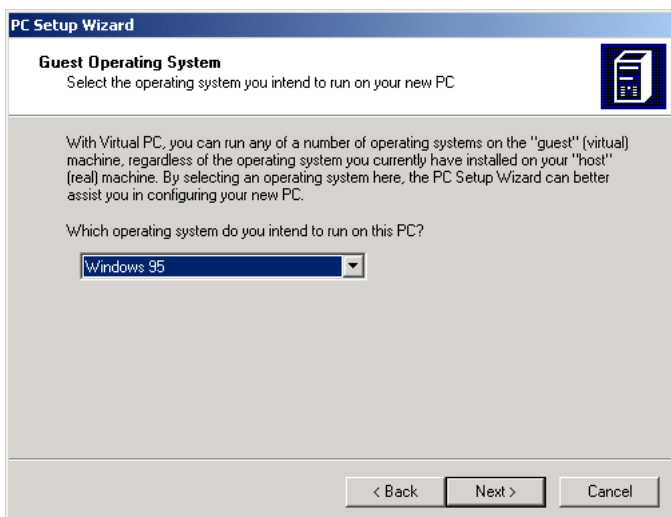 PC Setup Wizard
Guest Operating System
Select the operating system you intend to run on your new PC
With Virtual PC, you can run any of a number of operating systems on the "guest" (virtual)
machine, regardless of the operating system you currently have installed on your "host"
(real) machine. By selecting an operating system here, the PC Setup Wizard can better
assist you in configuring your new PC.
Which operating system do you intend to run on this PC?
Windows 95
< Back
Next >
Cancel